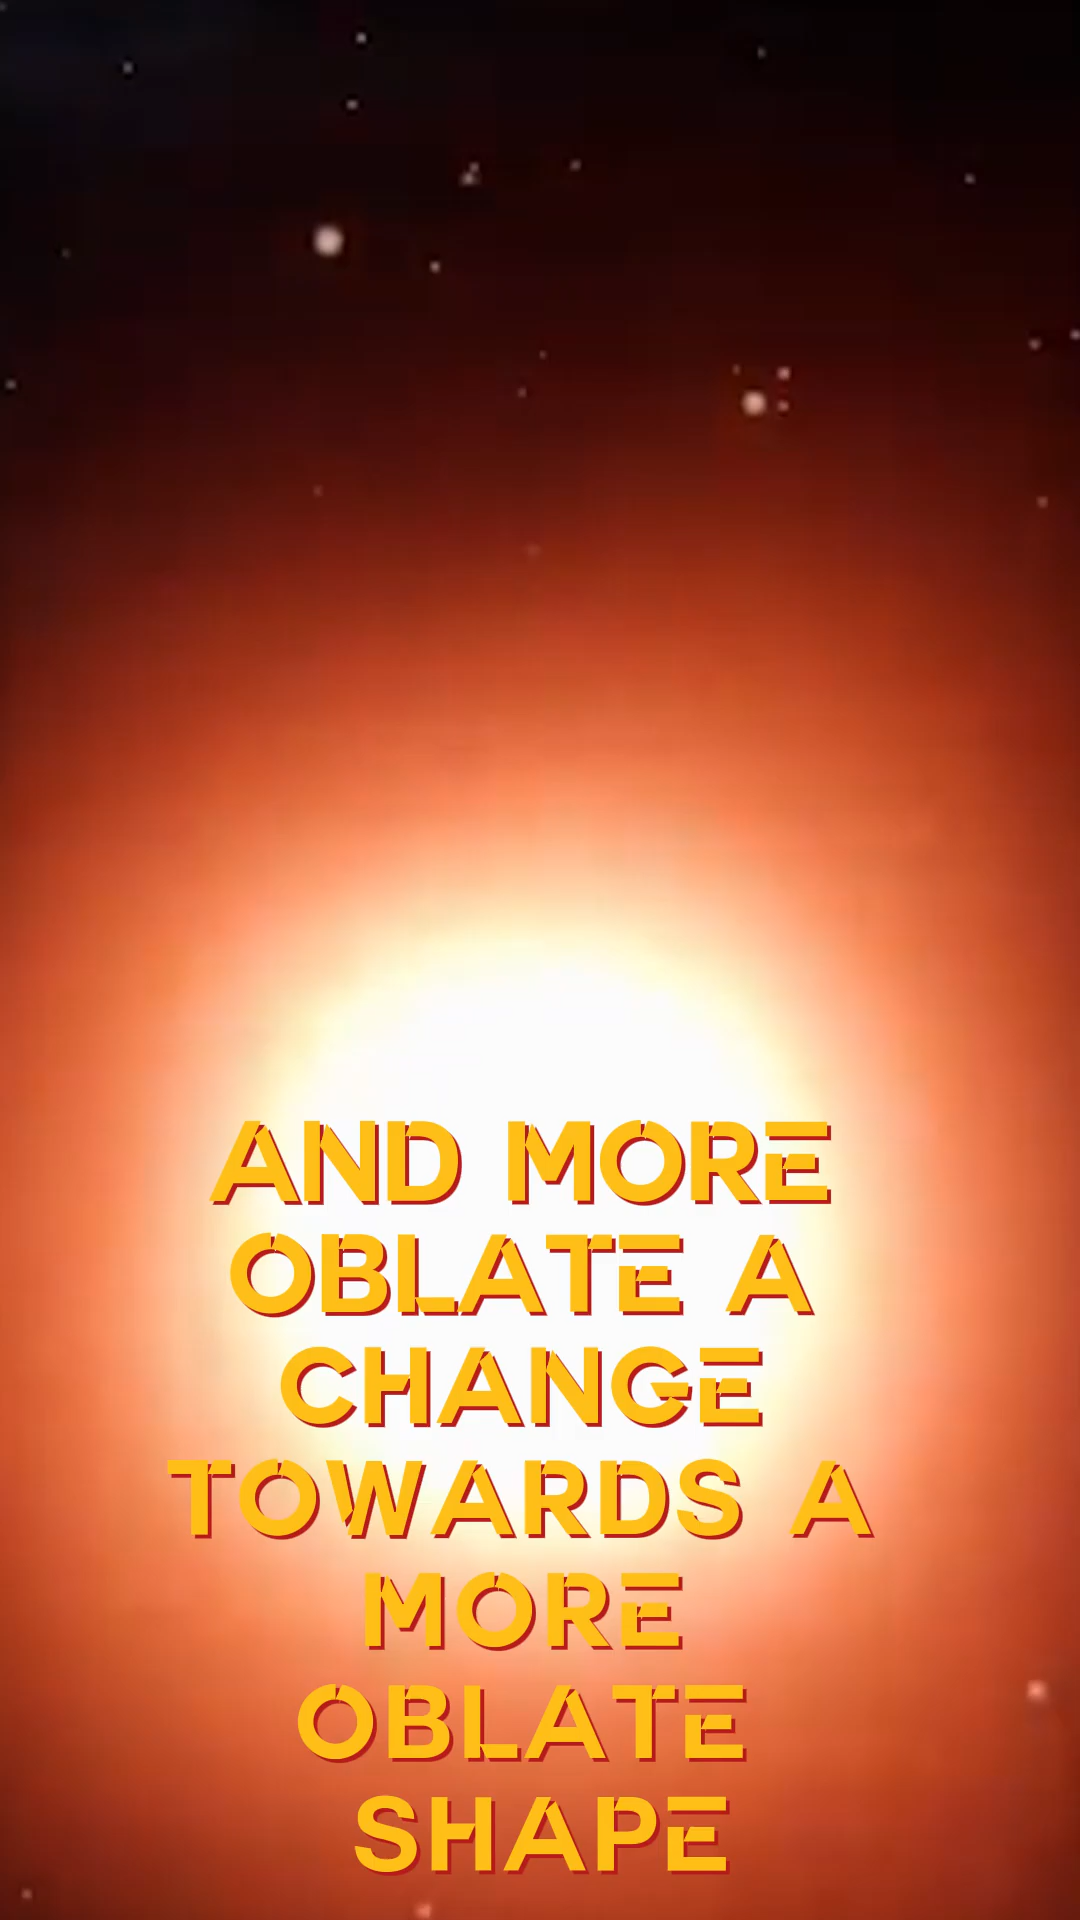 AND MORE
OBLATE A
CHANGE
TOWARDS A
MORE
OBLATE
SHAPE